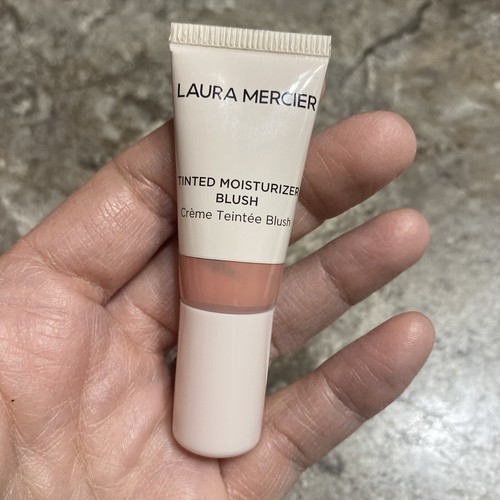 LAURA MERCIER
TINTED MOISTURIZER
BLUSH
Crème Teintée Blush